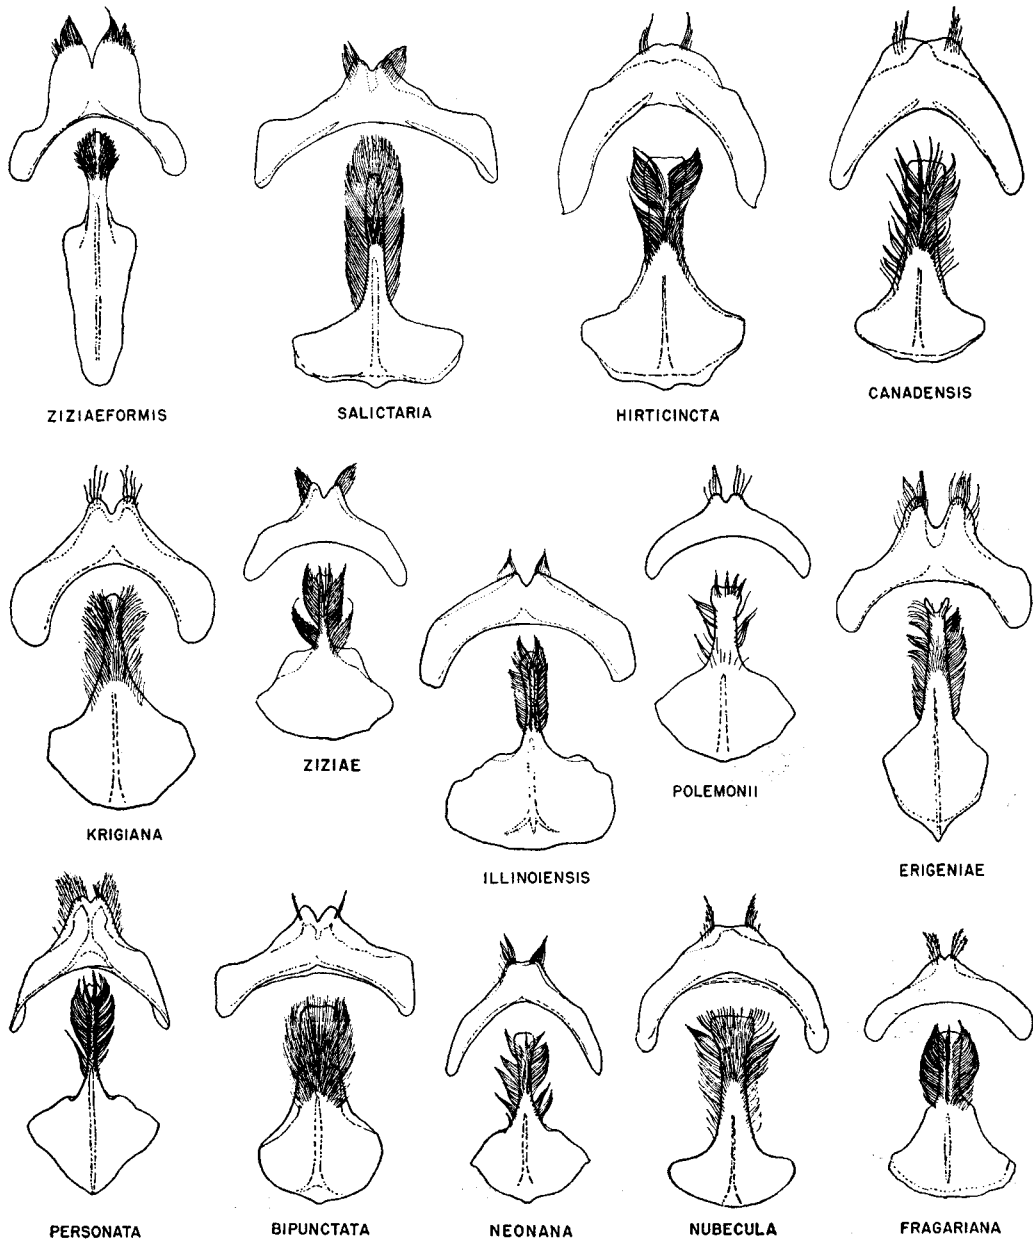 ZIZIAEFORMIS
SALICTARIA
HIRTICINCTA
CANADENSIS
KRIGIANA
ZIZIAE
ILLINOIENSIS
POLEMONII
ERIGENIAE
PERSONATA
BIPUNCTATA
NEONANA
NUBECULA
FRAGARIANA